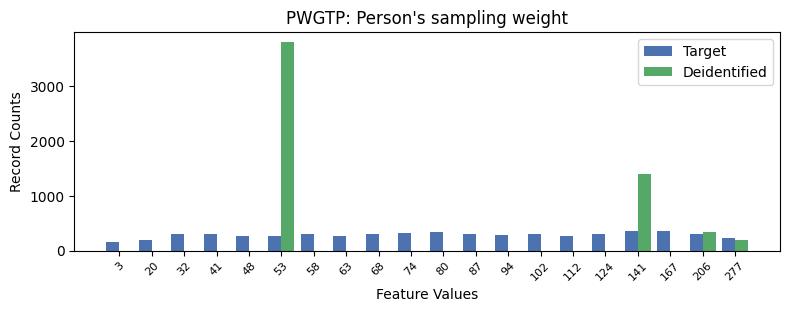 PWGTP: Person's sampling weight
Target
Deidentified
Record Counts
3000
2000
1000
0
3 20 32 41 48 53 58 63 68 74 80 87 94 102 112 124 141 167 206 277
Feature Values